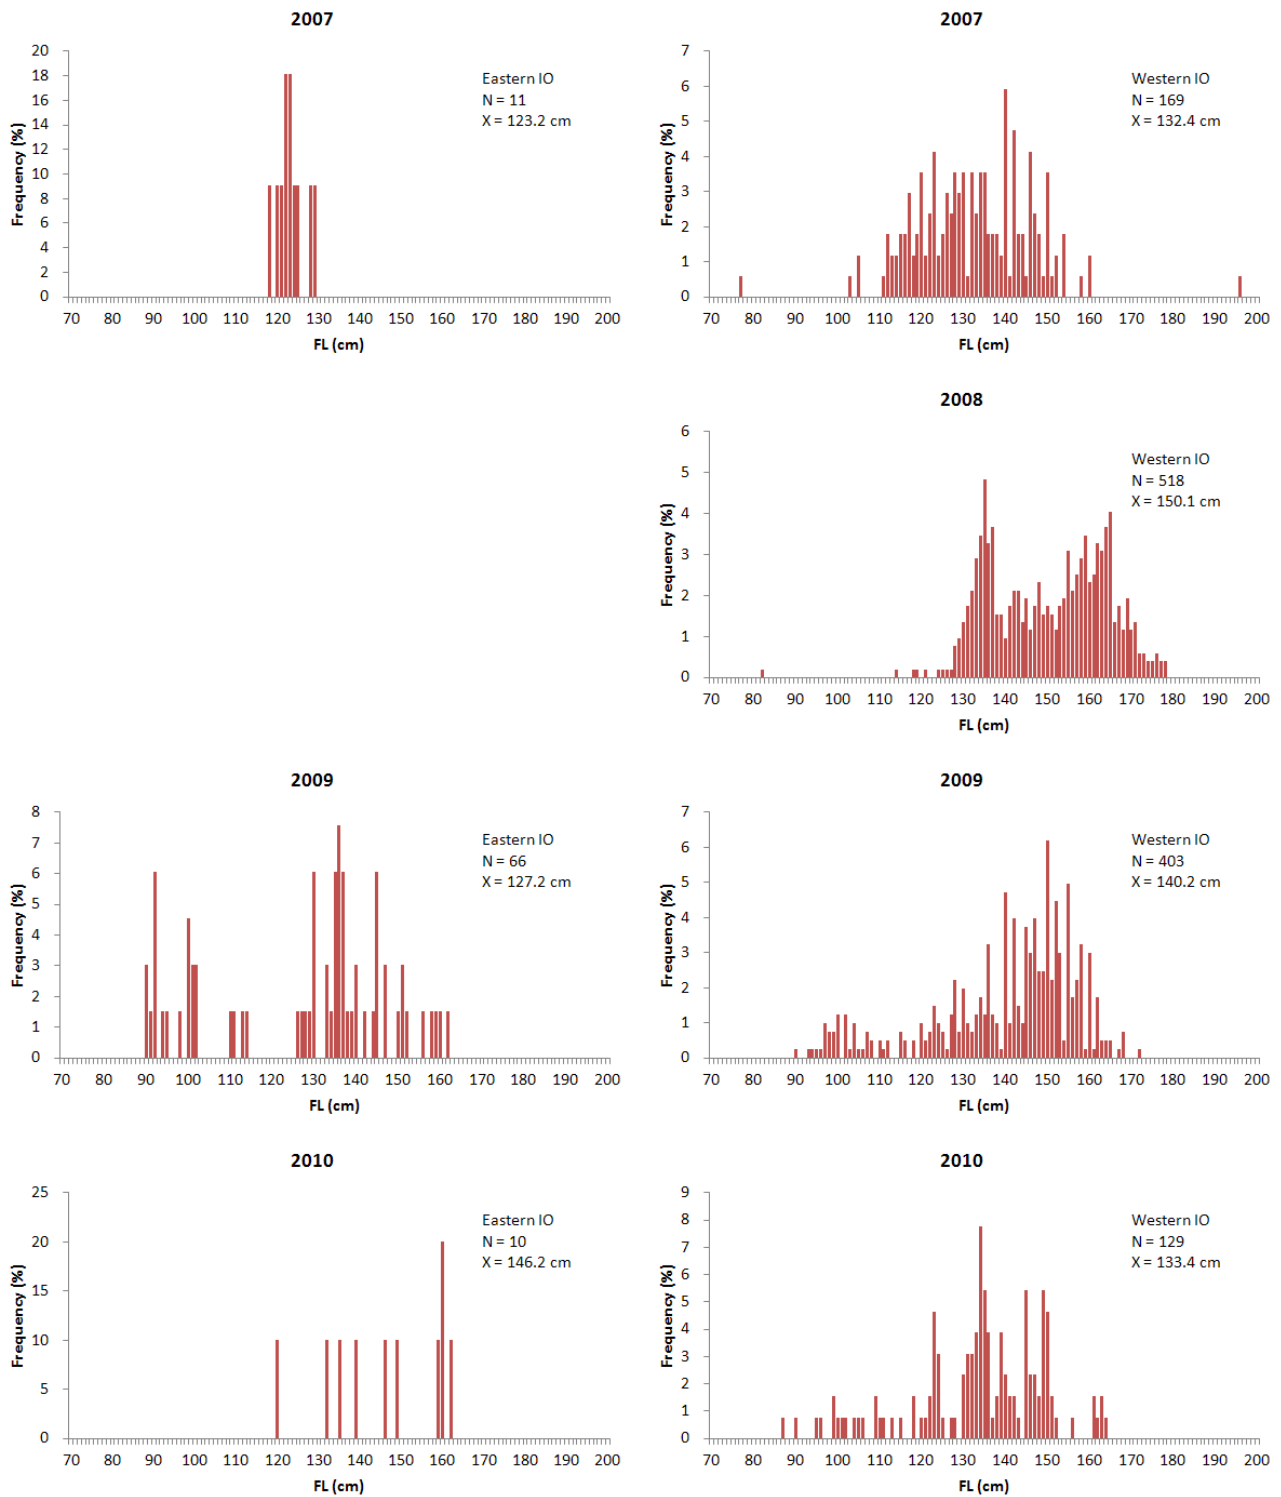 2007
20
18
16
14
12
10
8
6
4
2
0
Frequency (%)
Eastern IO
N = 11
X = 123.2 cm
70 80 90 100 110 120 130 140 150 160 170 180 190 200
FL (cm)
2007
7
6
5
4
3
2
1
0
Frequency (%)
Western IO
N = 169
X = 132.4 cm
70 80 90 100 110 120 130 140 150 160 170 180 190 200
FL (cm)
2008
6
5
4
3
2
1
0
Frequency (%)
Western IO
N = 518
X = 150.1 cm
70 80 90 100 110 120 130 140 150 160 170 180 190 200
FL (cm)
2009
8
7
6
5
4
3
2
1
0
Frequency (%)
Eastern IO
N = 66
X = 127.2 cm
70 80 90 100 110 120 130 140 150 160 170 180 190 200
FL (cm)
2009
7
6
5
4
3
2
1
0
Frequency (%)
Western IO
N = 403
X = 140.2 cm
70 80 90 100 110 120 130 140 150 160 170 180 190 200
FL (cm)
2010
25
20
15
10
5
0
Frequency (%)
Eastern IO
N = 10
X = 146.2 cm
70 80 90 100 110 120 130 140 150 160 170 180 190 200
FL (cm)
2010
9
8
7
6
5
4
3
2
1
0
Frequency (%)
Western IO
N = 129
X = 133.4 cm
70 80 90 100 110 120 130 140 150 160 170 180 190 200
FL (cm)